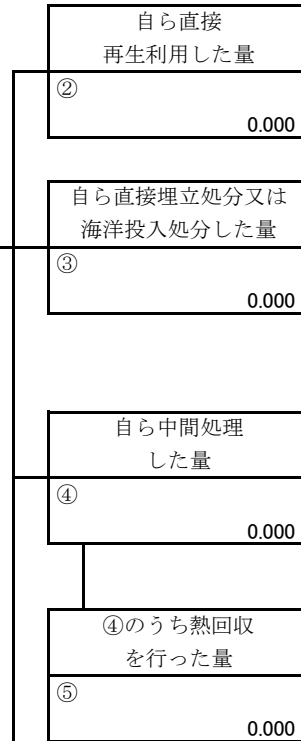 自ら直接
再生利用した量
②
0.000
自ら直接埋立処分又は
海洋投入処分した量
③
0.000
自ら中間処理
した量
④
0.000
④のうち熱回収
を行った量
⑤
0.000